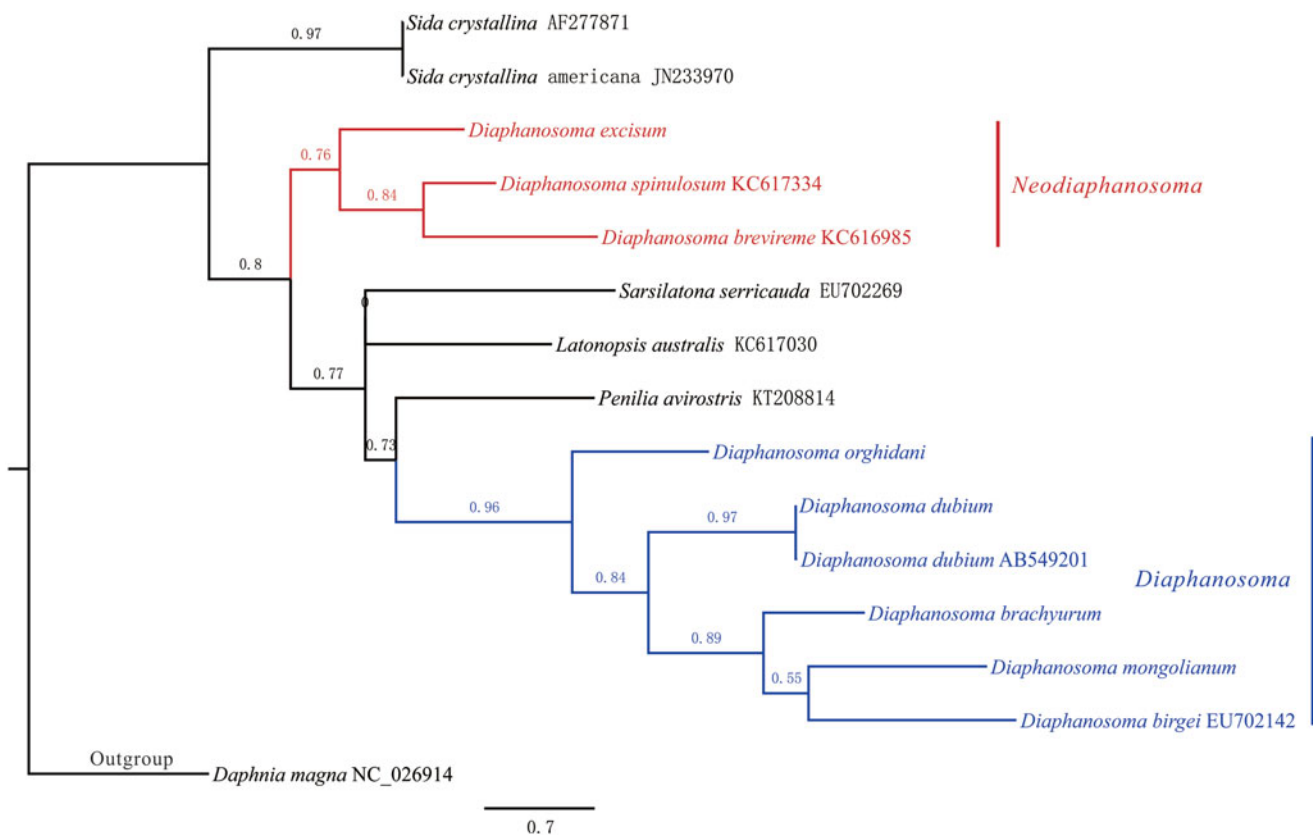 Sida crystallina AF277871
0.97
Sida crystallina americana JN233970
Diaphanosoma excisum
0.76
Diaphanosoma spinulosum KC617334
Neodiaphanosoma
0.84
Diaphanosoma brevireme KC616985
0.8
Sarsilatona serricauda EU702269
0
Latonopsis australis KC617030
0.77
Penilia avirostris KT208814
0.73
Diaphanosoma orghidani
0.96
Diaphanosoma dubium
0.97
Diaphanosoma dubium AB549201
0.84
Diaphanosoma
Diaphanosoma brachyurum
0.89
Diaphanosoma mongolianum
0.55
Diaphanosoma birgei EU702142
Outgroup
Daphnia magna NC_026914
0.7